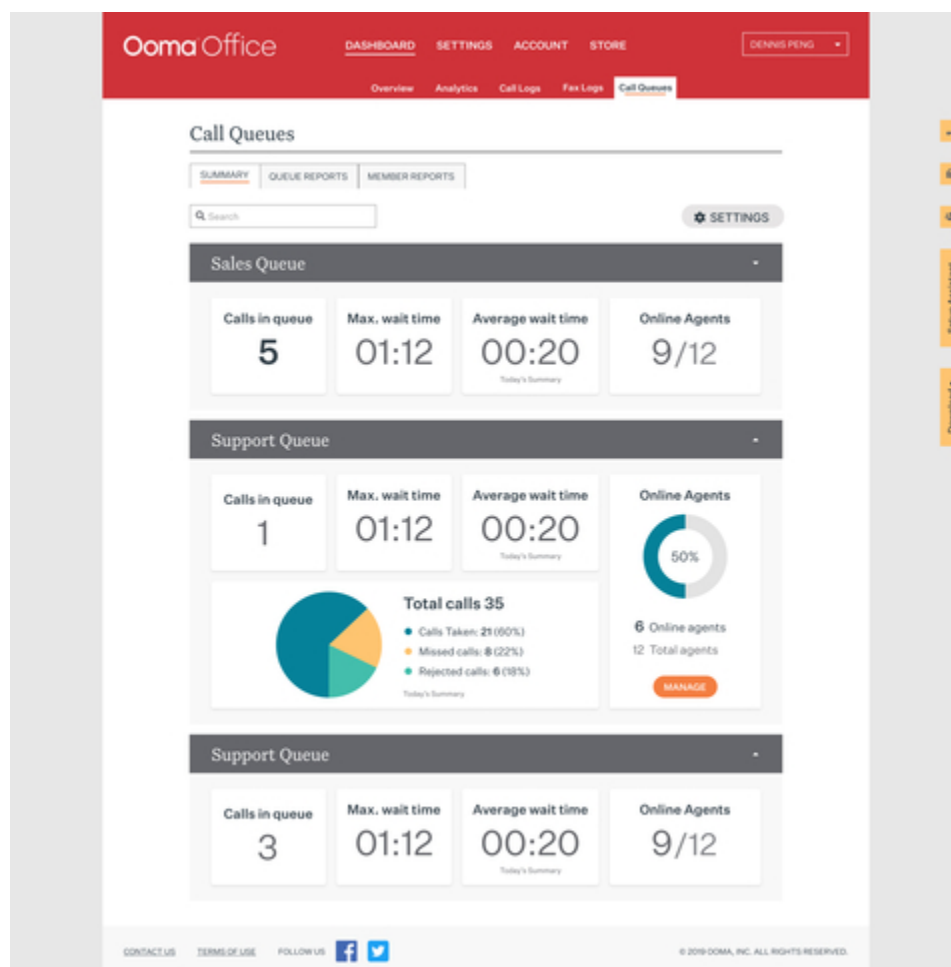 Ooma Office
DASHBOARD SETTINGS ACCOUNT STORE
DENNIS PENG
Overview Analytics Call Logs Fax Logs Call Queues
Call Queues
SUMMARY QUEUE REPORTS MEMBER REPORTS
Search
SETTINGS
Sales Queue
Calls in queue Max. wait time Average wait time Online Agents
5 01:12 00:20 9/12
Today's Summary
Support Queue
Calls in queue Max. wait time Average wait time Online Agents
1 01:12 00:20
Today's Summary
50%
Total calls 35
Calls Taken: 21 (60%)
Missed calls: 8 (22%)
Rejected calls: 6 (18%)
Today's Summary
6 Online agents
12 Total agents
MANAGE
Support Queue
Calls in queue Max. wait time Average wait time Online Agents
3 01:12 00:20 9/12
Today's Summary
CONTACT US TERMS OF USE FOLLOW US
© 2019 OOMA, INC. ALL RIGHTS RESERVED.